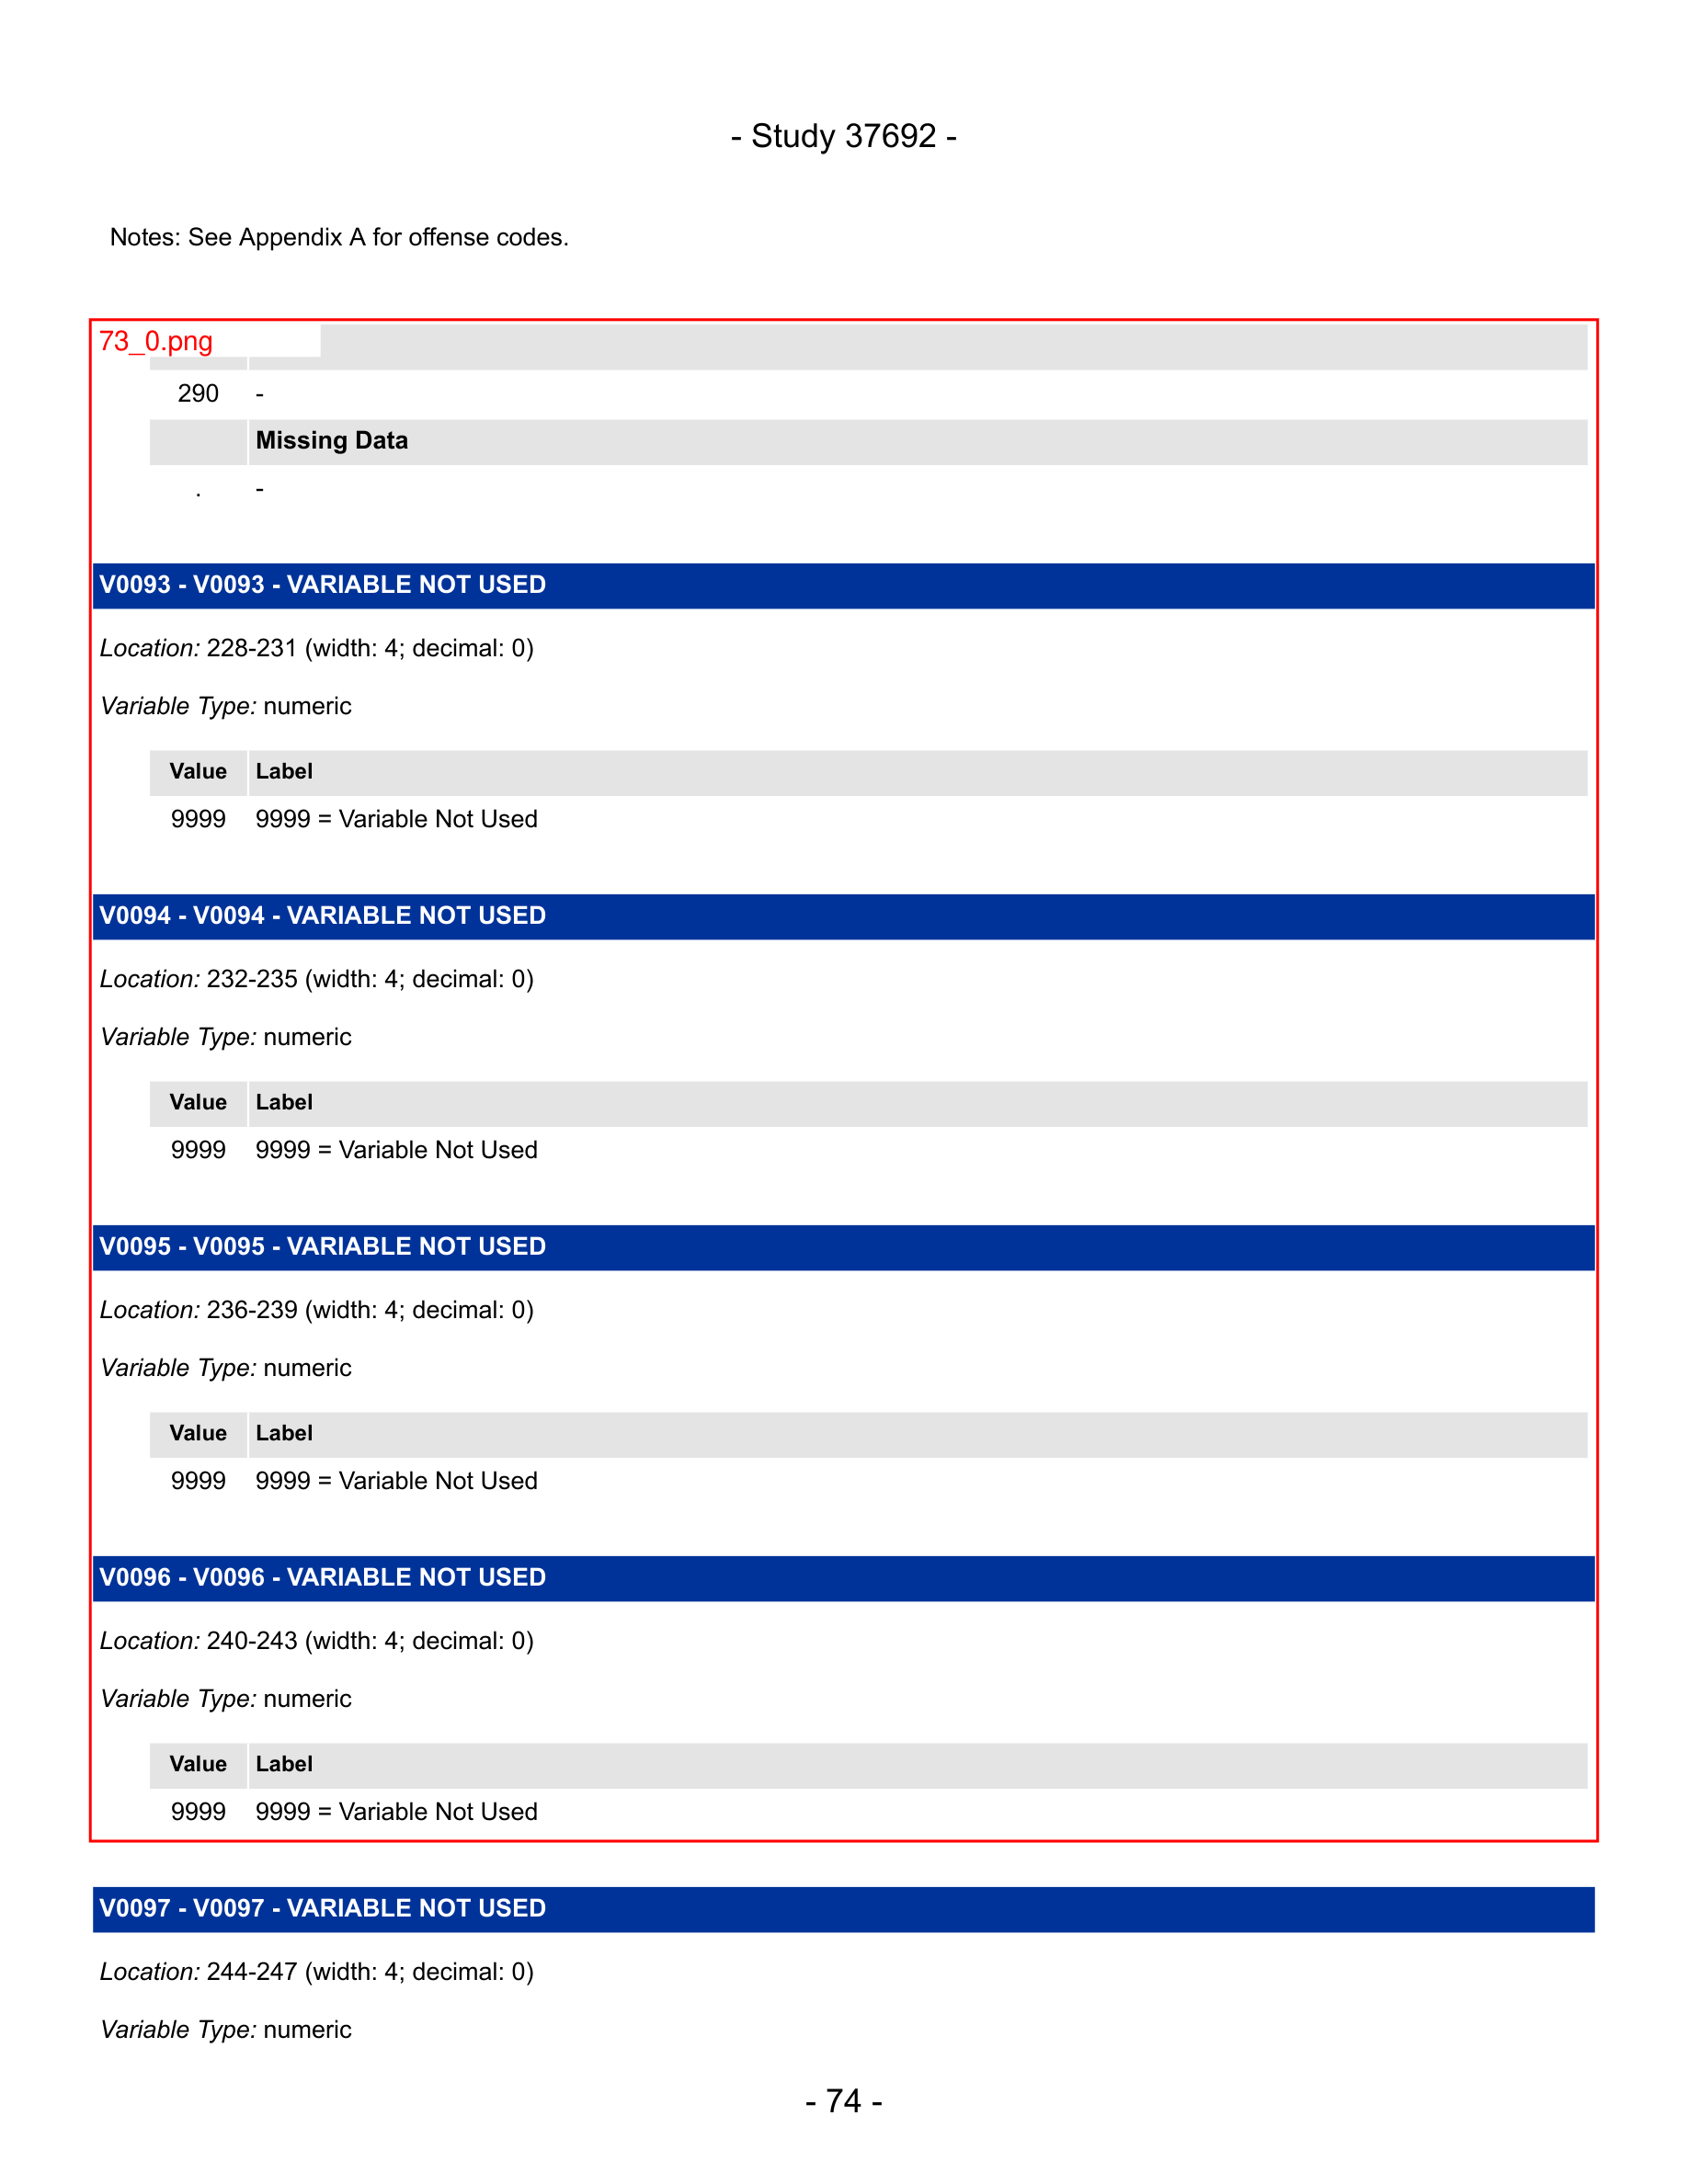 - Study 37692 -
Notes: See Appendix A for offense codes.
73_0.png
290 -
Missing Data
. -
V0093 - V0093 - VARIABLE NOT USED
Location: 228-231 (width: 4; decimal: 0)
Variable Type: numeric
Value Label
9999 9999 = Variable Not Used
V0094 - V0094 - VARIABLE NOT USED
Location: 232-235 (width: 4; decimal: 0)
Variable Type: numeric
Value Label
9999 9999 = Variable Not Used
V0095 - V0095 - VARIABLE NOT USED
Location: 236-239 (width: 4; decimal: 0)
Variable Type: numeric
Value Label
9999 9999 = Variable Not Used
V0096 - V0096 - VARIABLE NOT USED
Location: 240-243 (width: 4; decimal: 0)
Variable Type: numeric
Value Label
9999 9999 = Variable Not Used
V0097 - V0097 - VARIABLE NOT USED
Location: 244-247 (width: 4; decimal: 0)
Variable Type: numeric
- 74 -